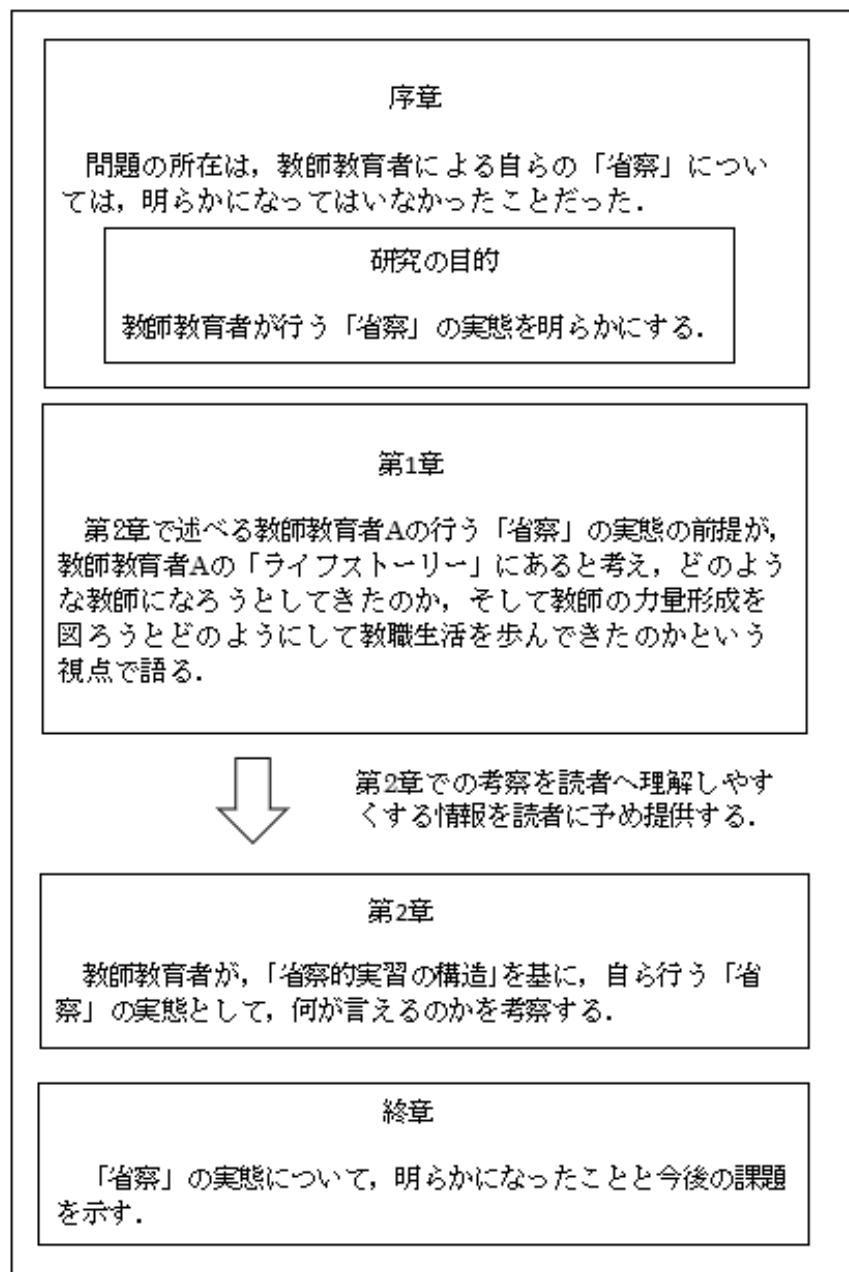 序章
問題の所在は，教師教育者による自らの「省察」につい
ては，明らかになってはいなかったことだった．
研究の目的
教師教育者が行う「省察」の実態を明らかにする．
第1章
第2章で述べる教師教育者Aの行う「省察」の実態の前提が，
教師教育者Aの「ライフストーリー」にあると考え，どのよう
な教師になろうとしてきたのか，そして教師の力量形成を
図ろうとどのようにして教職生活を歩んできたのかという
視点で語る．
第2章での考察を読者へ理解しやす
くする情報を読者に予め提供する．
第2章
教師教育者が，「省察的実習の構造」を基に，自ら行う「省
察」の実態として，何が言えるのかを考察する．
終章
「省察」の実態について，明らかになったことと今後の課題
を示す．